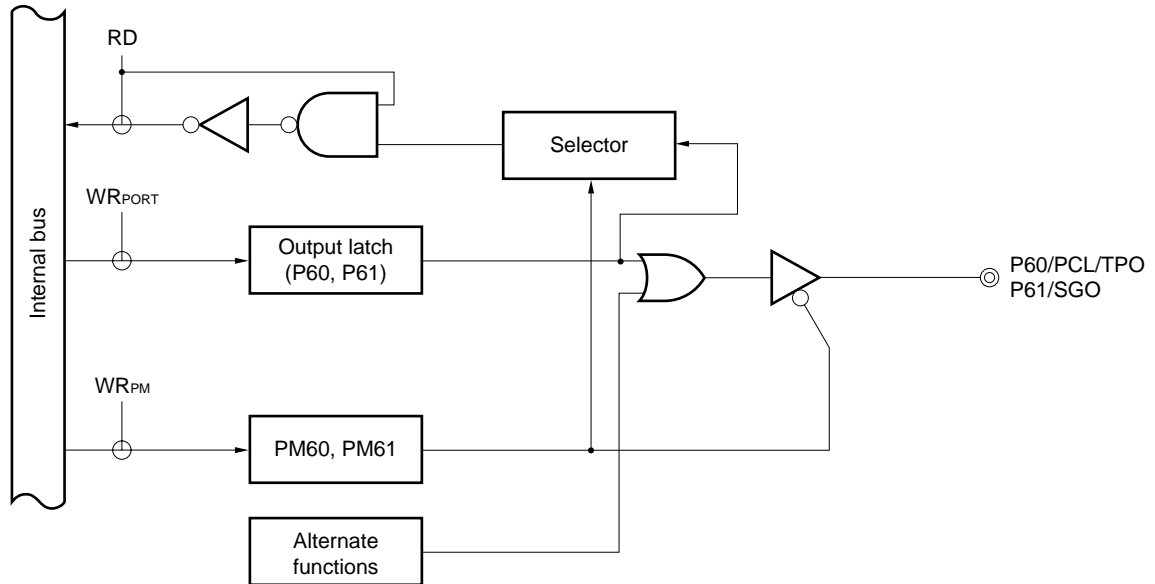 RD
Selector
WRPORT
Internal bus
Output latch
(P60, P61)
P60/PCL/TPO
P61/SGO
WRPM
PM60, PM61
Alternate
functions